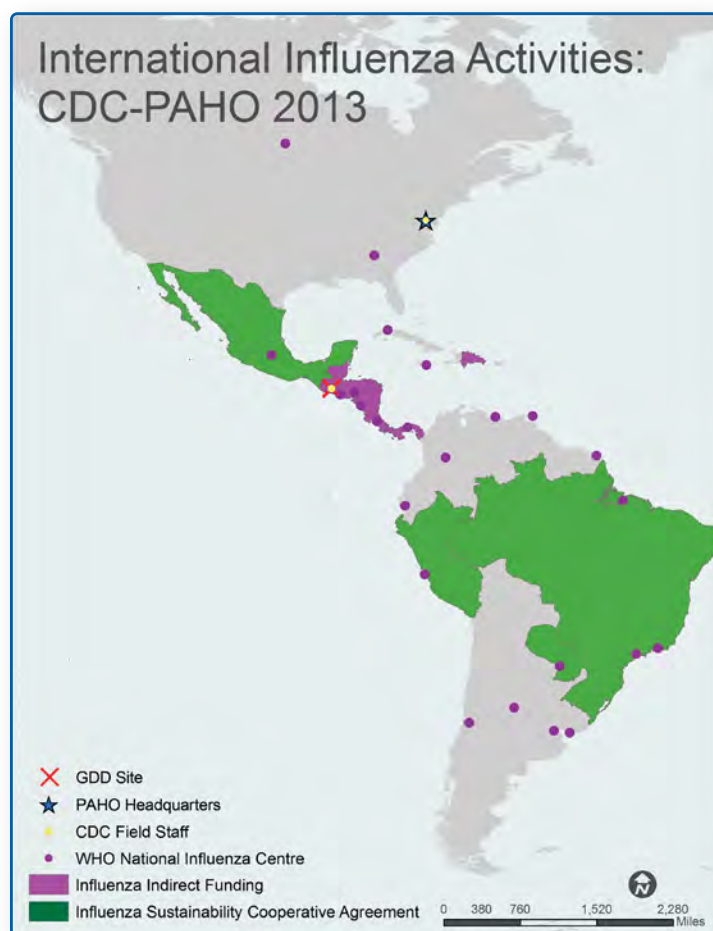 International Influenza Activities:
CDC-PAHO 2013
GDD Site
PAHO Headquarters
CDC Field Staff
WHO National Influenza Centre
Influenza Indirect Funding
Influenza Sustainability Cooperative Agreement
N
0 380 760 1,520 2,280
Miles